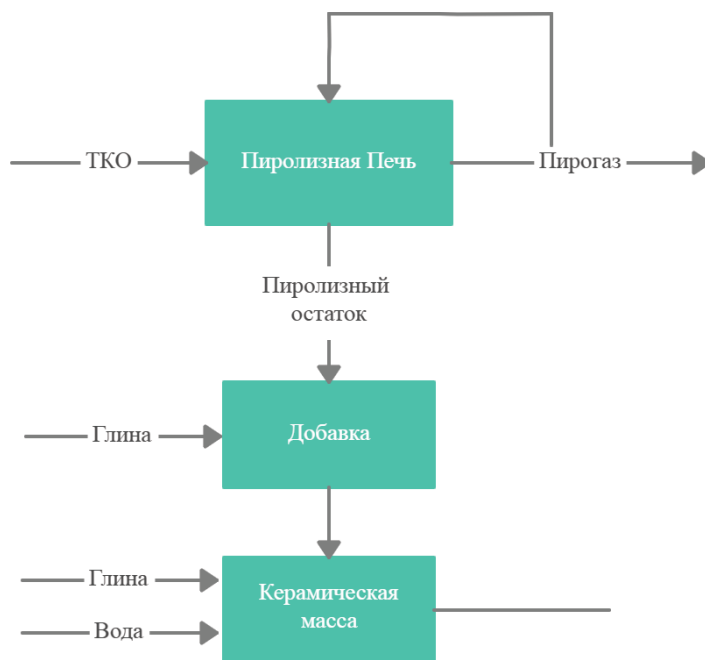 ТКО
Пиролизная Печь
Пирогаз
Пиролизный
остаток
Глина
Добавка
Глина
Керамическая
масса
Вода